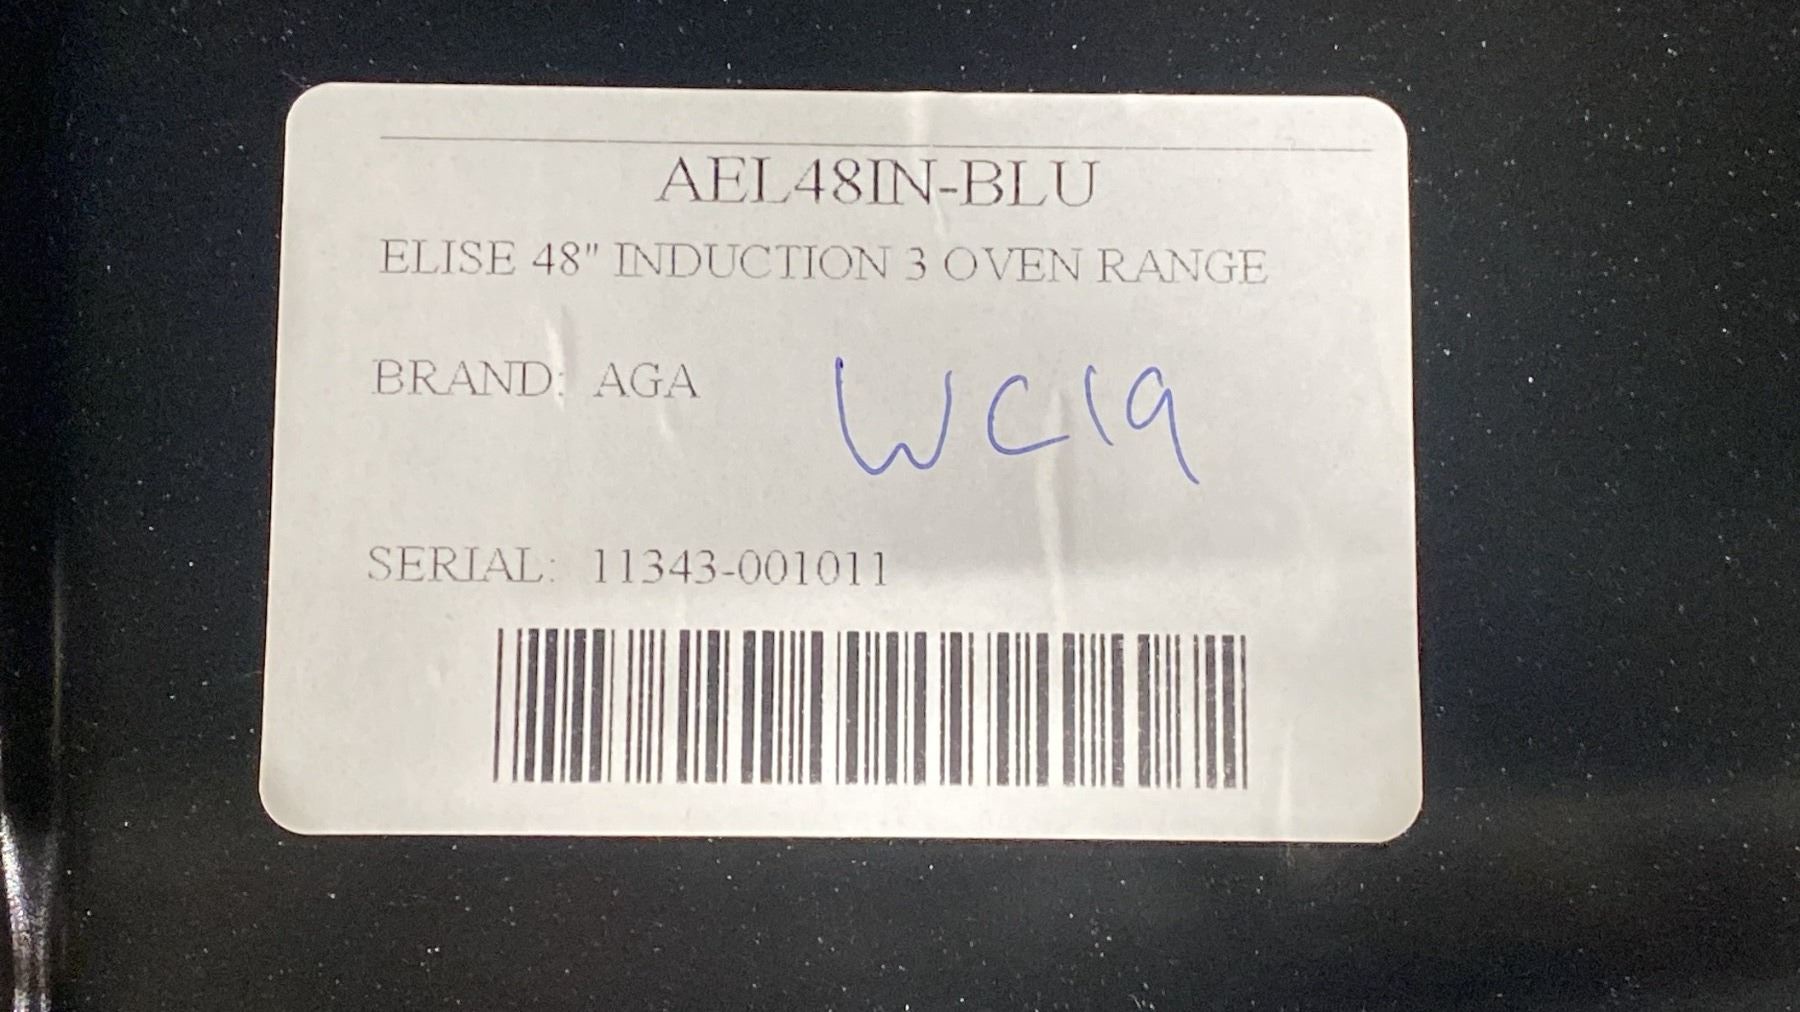 AEL48IN-BLU
ELISE 48" INDUCTION 3 OVEN RANGE
BRAND: AGA
WC19
SERIAL: 11343-001011